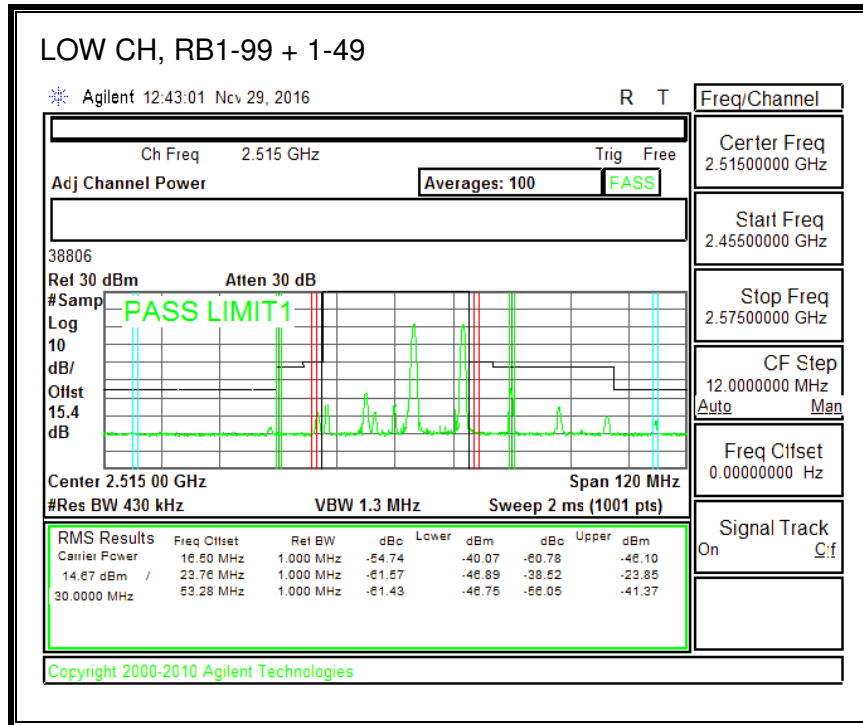 LOW CH, RB1-99 + 1-49
Agilent 12:43:01 Nov 29, 2016 R T
Freq/Channel
Ch Freq 2.515 GHz Trig Free
Adj Channel Power Averages: 100 PASS
38806
Ref 30 dBm Atten 30 dB
#Samp
Log
10
dB/
Offst
15.4
dB
PASS LIMIT1
Center 2.515 00 GHz Span 120 MHz
#Res BW 430 kHz VBW 1.3 MHz Sweep 2 ms (1001 pts)
RMS Results Freq Offset Ref BW dBc Lower dBm dBc Upper dBm
Carrier Power 16.50 MHz 1.000 MHz -54.74 -40.07 -60.78 -46.10
14.67 dBm / 23.76 MHz 1.000 MHz -61.57 -46.89 -38.52 -23.85
30.0000 MHz 53.28 MHz 1.000 MHz -61.43 -46.75 -56.05 -41.37
Center Freq
2.51500000 GHz
Start Freq
2.45500000 GHz
Stop Freq
2.57500000 GHz
CF Step
12.0000000 MHz
Auto Man
Freq Offset
0.00000000 Hz
Signal Track
On Off
Copyright 2000-2010 Agilent Technologies